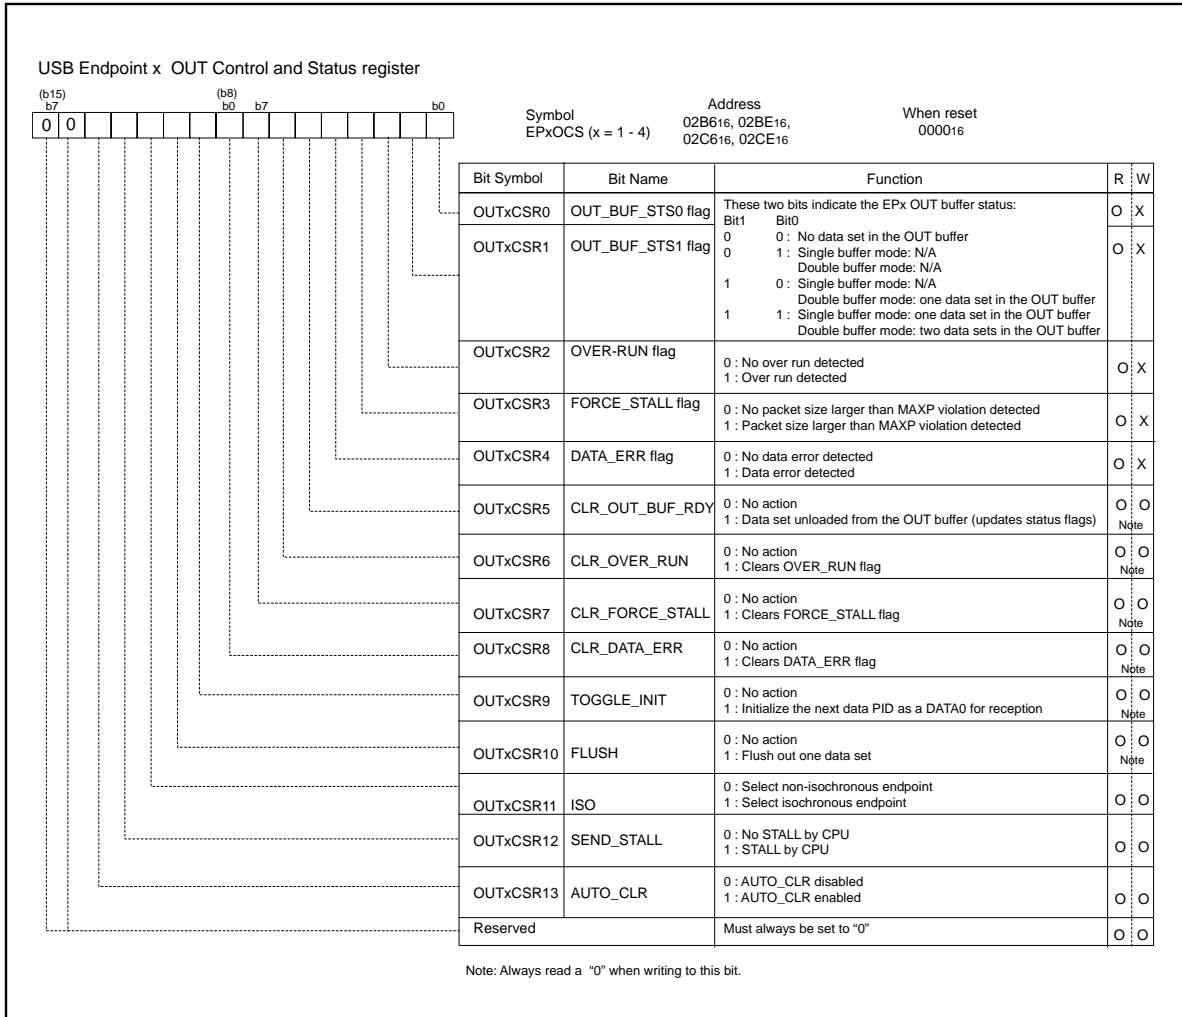 USB Endpoint x OUT Control and Status register
(b15) (b8)
b7 b0 b7 b0
0 0
Symbol Address When reset
EPxOCS (x = 1 - 4) 02B616, 02BE16, 000016
02C616, 02CE16
Bit Symbol Bit Name Function R W
OUTxCSR0 OUT_BUF_STS0 flag These two bits indicate the EPx OUT buffer status: O X
Bit1 Bit0
0 0 : No data set in the OUT buffer
OUTxCSR1 OUT_BUF_STS1 flag 0 1 : Single buffer mode: N/A O X
Double buffer mode: N/A
1 0 : Single buffer mode: N/A
Double buffer mode: one data set in the OUT buffer
1 1 : Single buffer mode: one data set in the OUT buffer
Double buffer mode: two data sets in the OUT buffer
OUTxCSR2 OVER-RUN flag
0 : No over run detected O X
1 : Over run detected
OUTxCSR3 FORCE_STALL flag
0 : No packet size larger than MAXP violation detected
1 : Packet size larger than MAXP violation detected O X
OUTxCSR4 DATA_ERR flag 0 : No data error detected O X
1 : Data error detected
OUTxCSR5 CLR_OUT_BUF_RDY 0 : No action O O
1 : Data set unloaded from the OUT buffer (updates status flags) Note
OUTxCSR6 CLR_OVER_RUN 0 : No action O O
1 : Clears OVER_RUN flag Note
OUTxCSR7 CLR_FORCE_STALL 0 : No action O O
1 : Clears FORCE_STALL flag Note
OUTxCSR8 CLR_DATA_ERR 0 : No action O O
1 : Clears DATA_ERR flag Note
OUTxCSR9 TOGGLE_INIT 0 : No action O O
1 : Initialize the next data PID as a DATA0 for reception Note
OUTxCSR10 FLUSH 0 : No action O O
1 : Flush out one data set Note
OUTxCSR11 ISO 0 : Select non-isochronous endpoint
1 : Select isochronous endpoint O O
OUTxCSR12 SEND_STALL 0 : No STALL by CPU
1 : STALL by CPU O O
OUTxCSR13 AUTO_CLR 0 : AUTO_CLR disabled
1 : AUTO_CLR enabled O O
Reserved Must always be set to “0” O O
Note: Always read a “0” when writing to this bit.